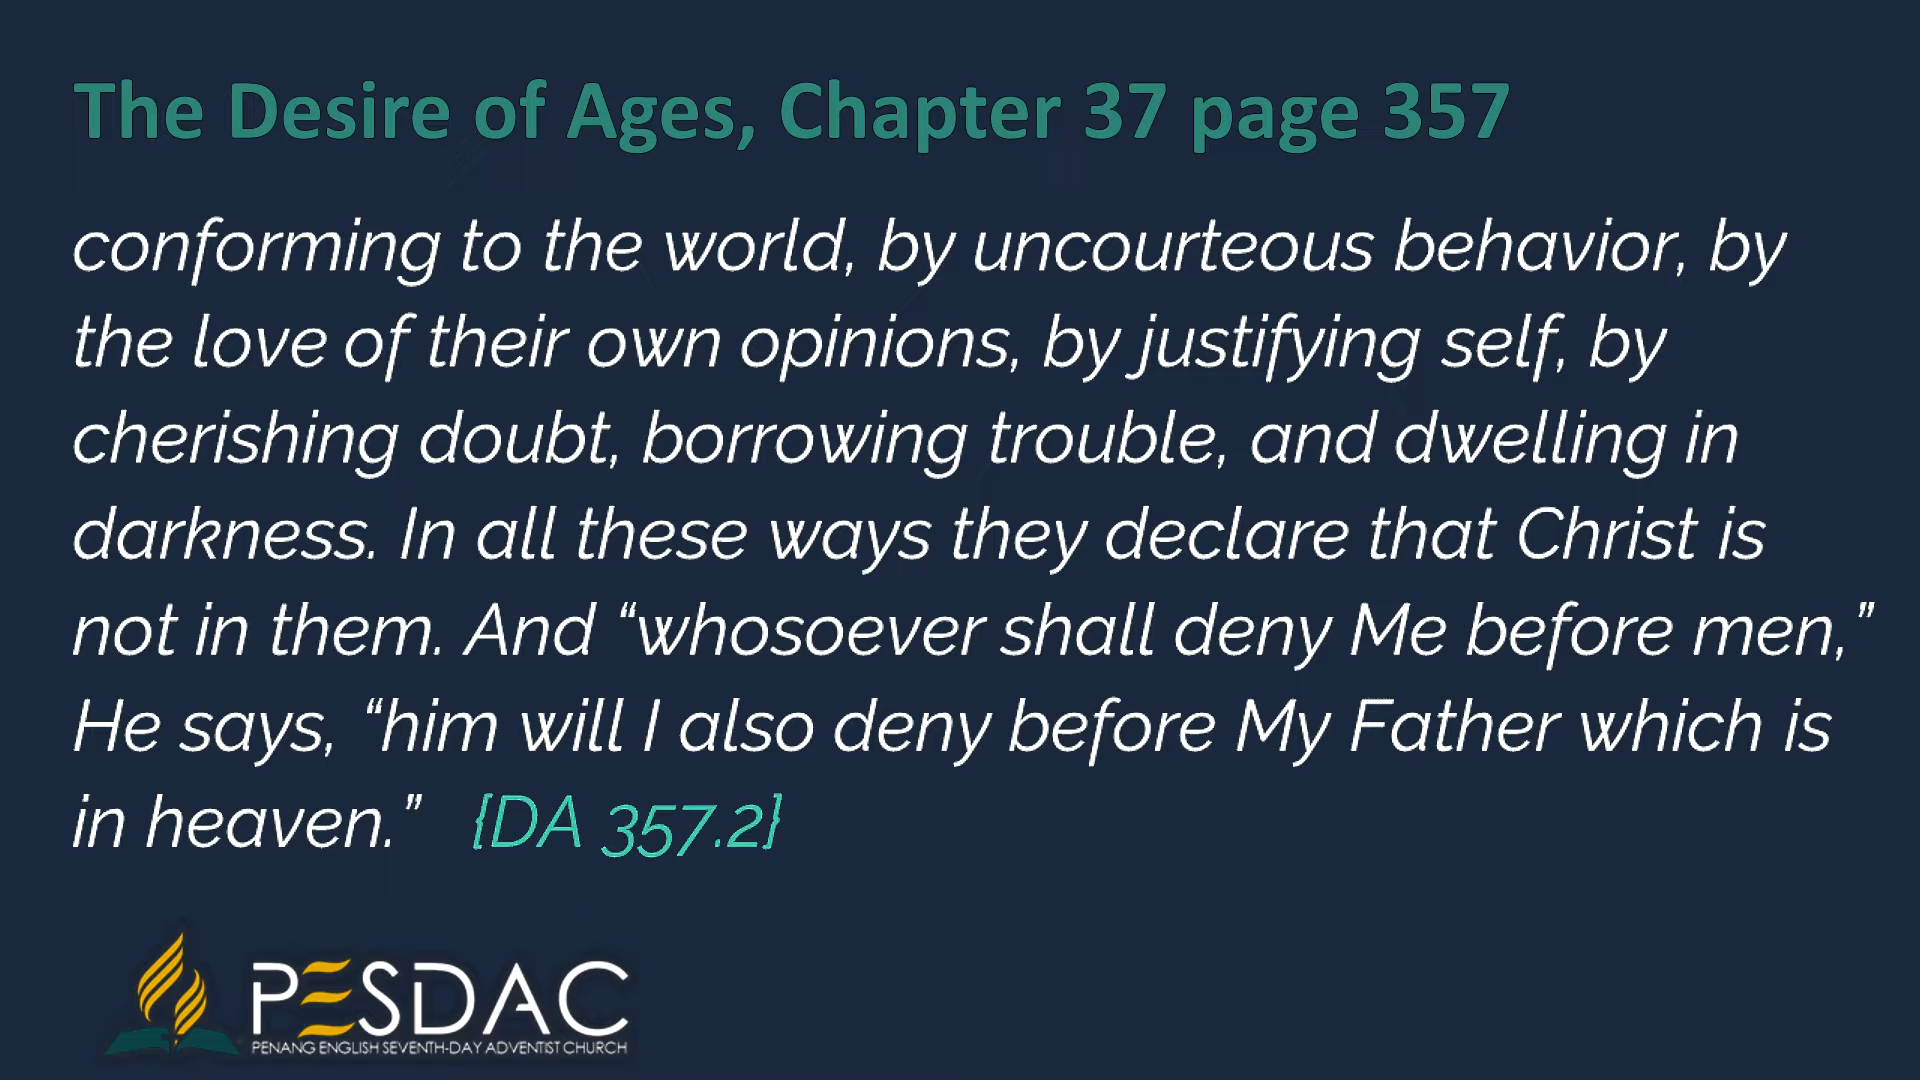 The Desire of Ages, Chapter 37 page 357
conforming to the world, by uncourteous behavior, by
the love of their own opinions, by justifying self, by
cherishing doubt, borrowing trouble, and dwelling in
darkness. In all these ways they declare that Christ is
not in them. And “whosoever shall deny Me before men,”
He says, “him will I also deny before My Father which is
in heaven.” {DA 357.2}
PESDAC
PENANG ENGLISH SEVENTH-DAY ADVENTIST CHURCH